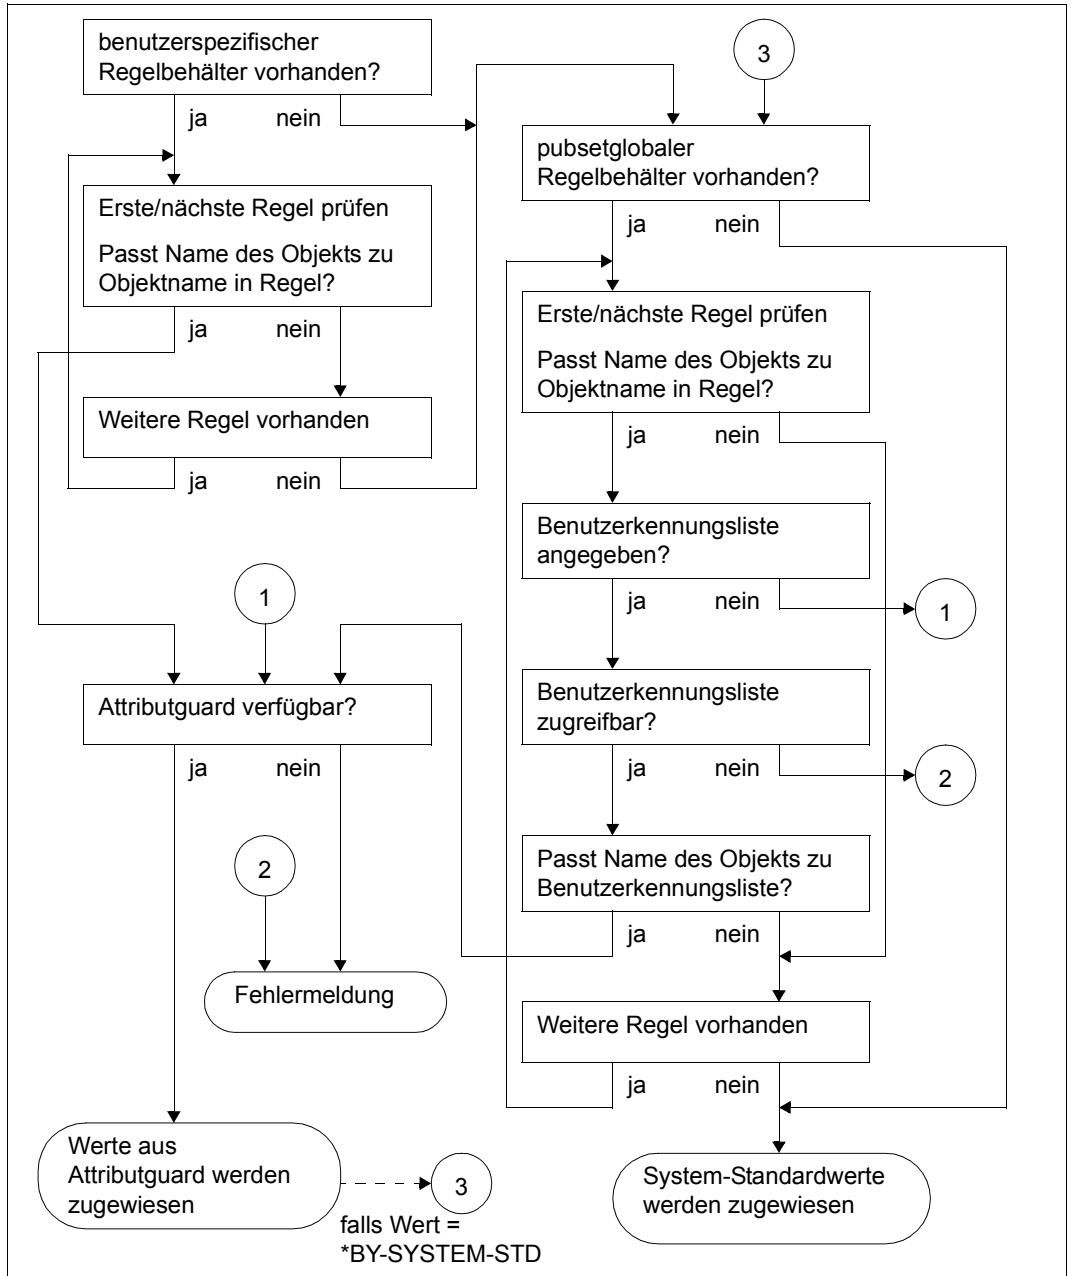 benutzerspezifischer
Regelbehälter vorhanden?
ja nein
Erste/nächste Regel prüfen
Passt Name des Objekts zu
Objektname in Regel?
ja nein
Weitere Regel vorhanden
ja nein
1
Attributguard verfügbar?
ja nein
2
Fehlermeldung
Werte aus
Attributguard werden
zugewiesen
3
falls Wert =
*BY-SYSTEM-STD
3
pubsetglobaler
Regelbehälter vorhanden?
ja nein
Erste/nächste Regel prüfen
Passt Name des Objekts zu
Objektname in Regel?
ja nein
Benutzerkennungsliste
angegeben?
ja nein
1
Benutzerkennungsliste
zugreifbar?
ja nein
2
Passt Name des Objekts zu
Benutzerkennungsliste?
ja nein
Weitere Regel vorhanden
ja nein
System-Standardwerte
werden zugewiesen